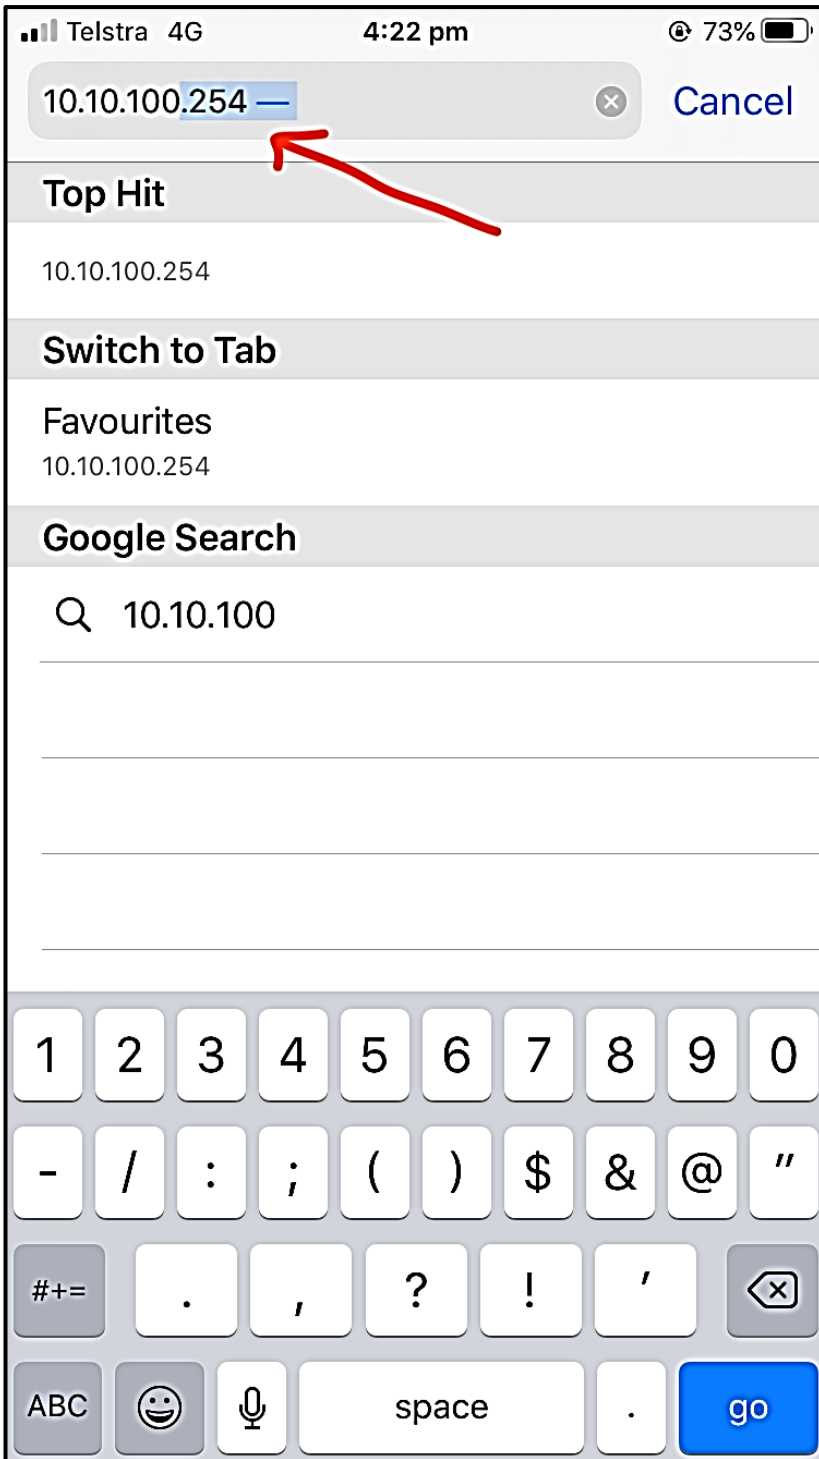 Telstra 4G 4:22 pm 73%
10.10.100.254 — Cancel
Top Hit
10.10.100.254
Switch to Tab
Favourites
10.10.100.254
Google Search
10.10.100
1 2 3 4 5 6 7 8 9 0
- / : ; ( ) $ & @ "
#+= . , ? ! '
ABC space . go